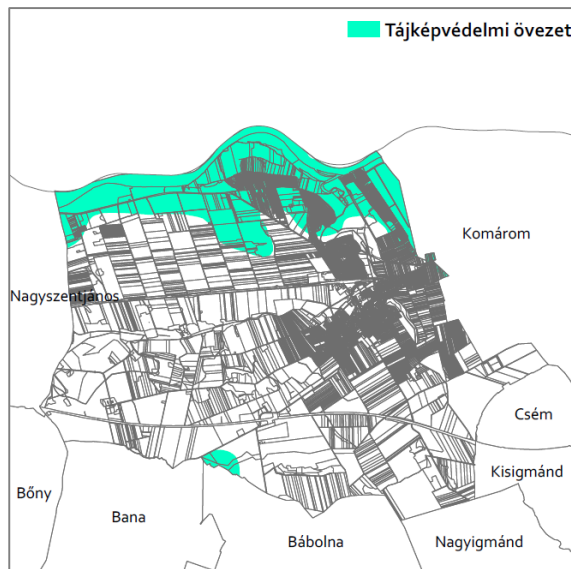 Tájképvédelmi övezet
Komárom
Nagyszentjános
Csém
Kisigmánd
Bőny
Bana
Bábolna
Nagyigmánd